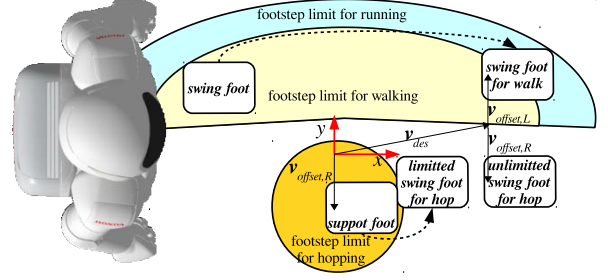 footstep limit for running
swing foot
for walk
swing foot
footstep limit for walking
v offset,L
y
v des
v offset,R
x
v offset,R
limitted
swing foot
for hop
unlimitted
swing foot
for hop
suppot foot
footstep limit
for hopping